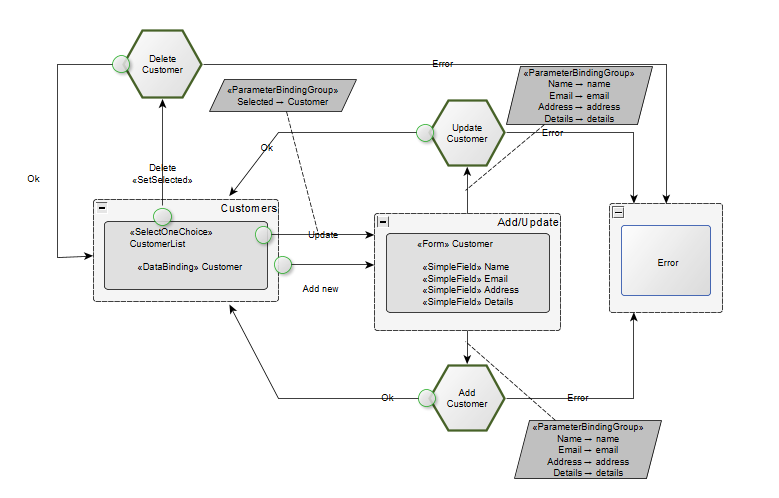 Delete
Customer
Error
«ParameterBindingGroup»
Name → name
Email → email
Address → address
Details → details
«ParameterBindingGroup»
Selected → Customer
Update
Customer
Error
Ok
Ok
Delete
«SetSelected»
Customers
«SelectOneChoice»
CustomerList
«DataBinding» Customer
Update
Add new
Add/Update
«Form» Customer
«SimpleField» Name
«SimpleField» Email
«SimpleField» Address
«SimpleField» Details
Error
Ok
Add
Customer
Error
«ParameterBindingGroup»
Name → name
Email → email
Address → address
Details → details